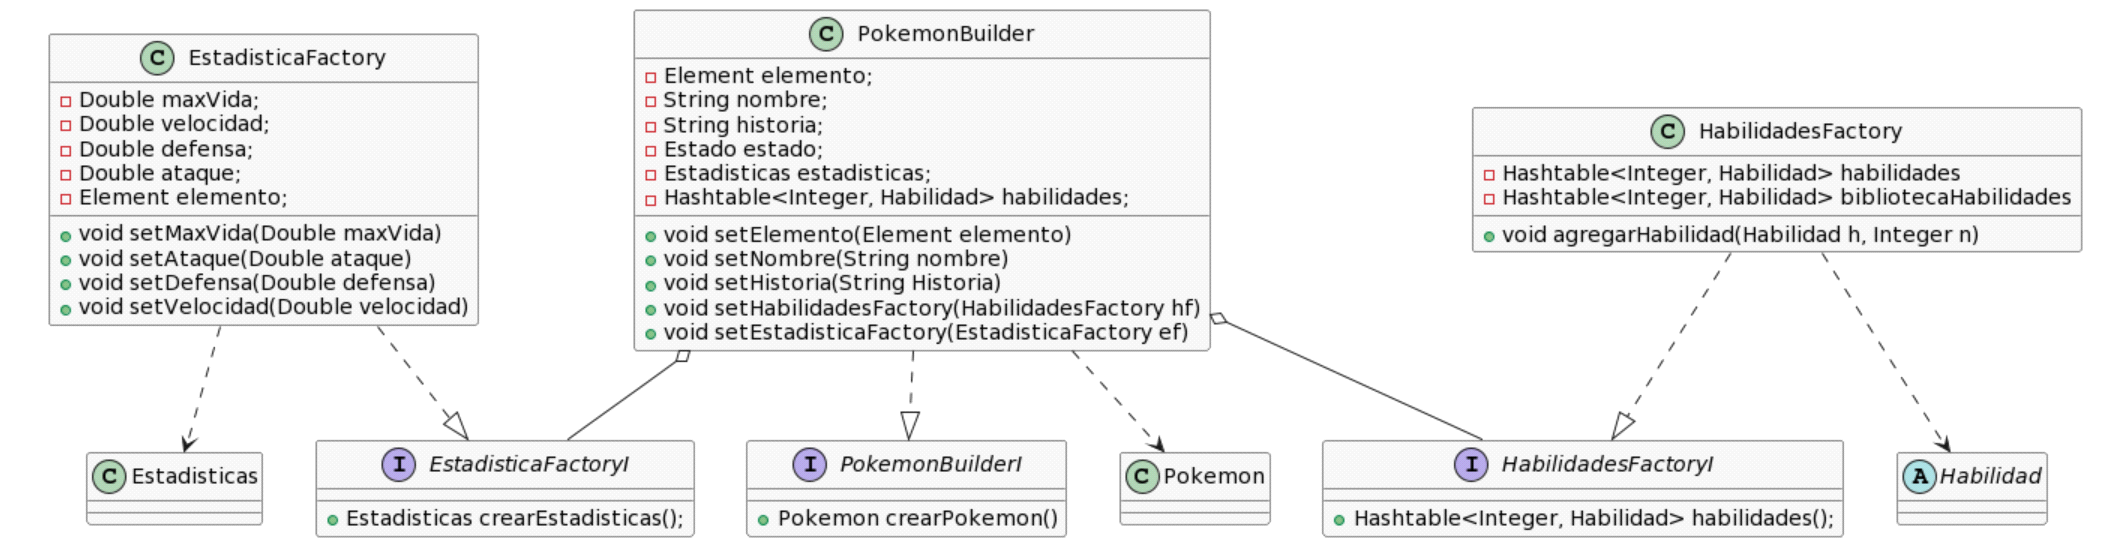 C EstadisticaFactory
Double maxVida;
Double velocidad;
Double defensa;
Double ataque;
Element elemento;
void setMaxVida(Double maxVida)
void setAtaque(Double ataque)
void setDefensa(Double defensa)
void setVelocidad(Double velocidad)
C PokemonBuilder
Element elemento;
String nombre;
String historia;
Estado estado;
Estadisticas estadisticas;
Hashtable<Integer, Habilidad> habilidades;
void setElemento(Element elemento)
void setNombre(String nombre)
void setHistoria(String Historia)
void setHabilidadesFactory(HabilidadesFactory hf)
void setEstadisticaFactory(EstadisticaFactory ef)
C HabilidadesFactory
Hashtable<Integer, Habilidad> habilidades
Hashtable<Integer, Habilidad> bibliotecaHabilidades
void agregarHabilidad(Habilidad h, Integer n)
C Estadisticas
I EstadisticaFactoryI
Estadisticas crearEstadisticas();
I PokemonBuilderI
Pokemon crearPokemon()
C Pokemon
I HabilidadesFactoryI
Hashtable<Integer, Habilidad> habilidades();
A Habilidad